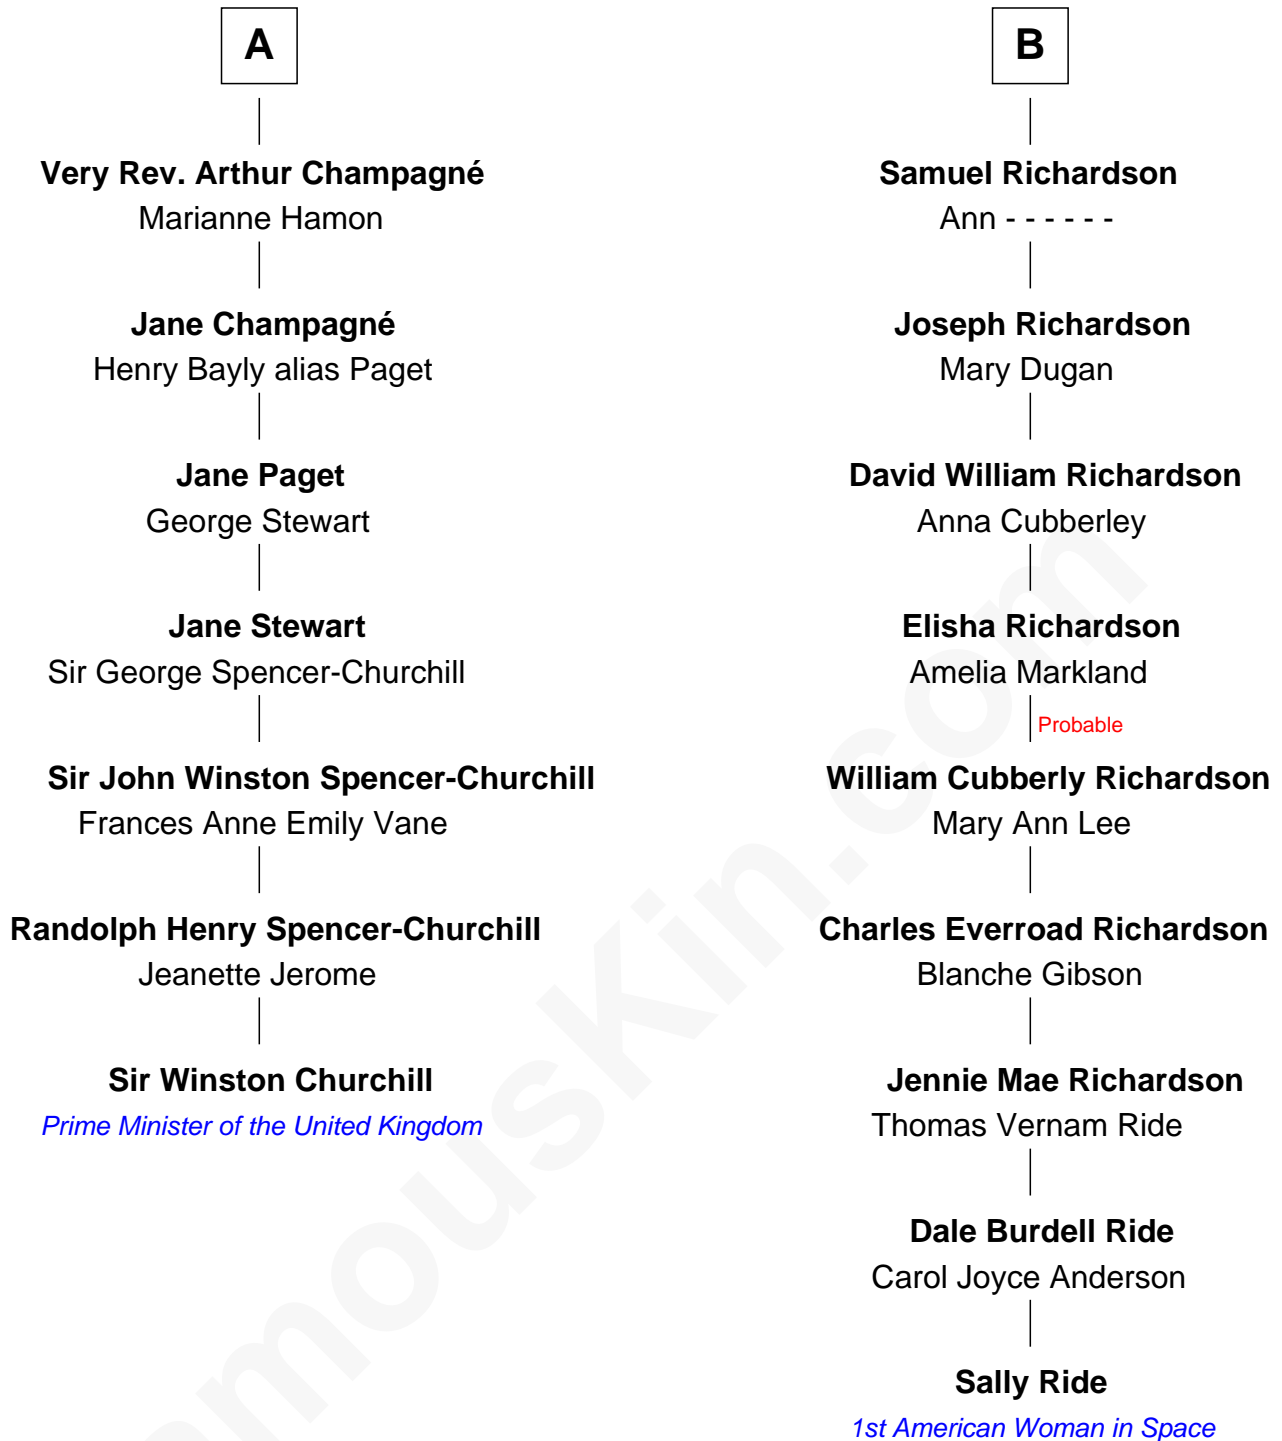 A
Very Rev. Arthur Champagné
Marianne Hamon
Jane Champagné
Henry Bayly alias Paget
Jane Paget
George Stewart
Jane Stewart
Sir George Spencer-Churchill
Sir John Winston Spencer-Churchill
Frances Anne Emily Vane
Randolph Henry Spencer-Churchill
Jeanette Jerome
Sir Winston Churchill
Prime Minister of the United Kingdom
B
Samuel Richardson
Ann - - - - - -
Joseph Richardson
Mary Dugan
David William Richardson
Anna Cubberley
Elisha Richardson
Amelia Markland
Probable
William Cubberly Richardson
Mary Ann Lee
Charles Everroad Richardson
Blanche Gibson
Jennie Mae Richardson
Thomas Vernam Ride
Dale Burdell Ride
Carol Joyce Anderson
Sally Ride
1st American Woman in Space
amouskin.com